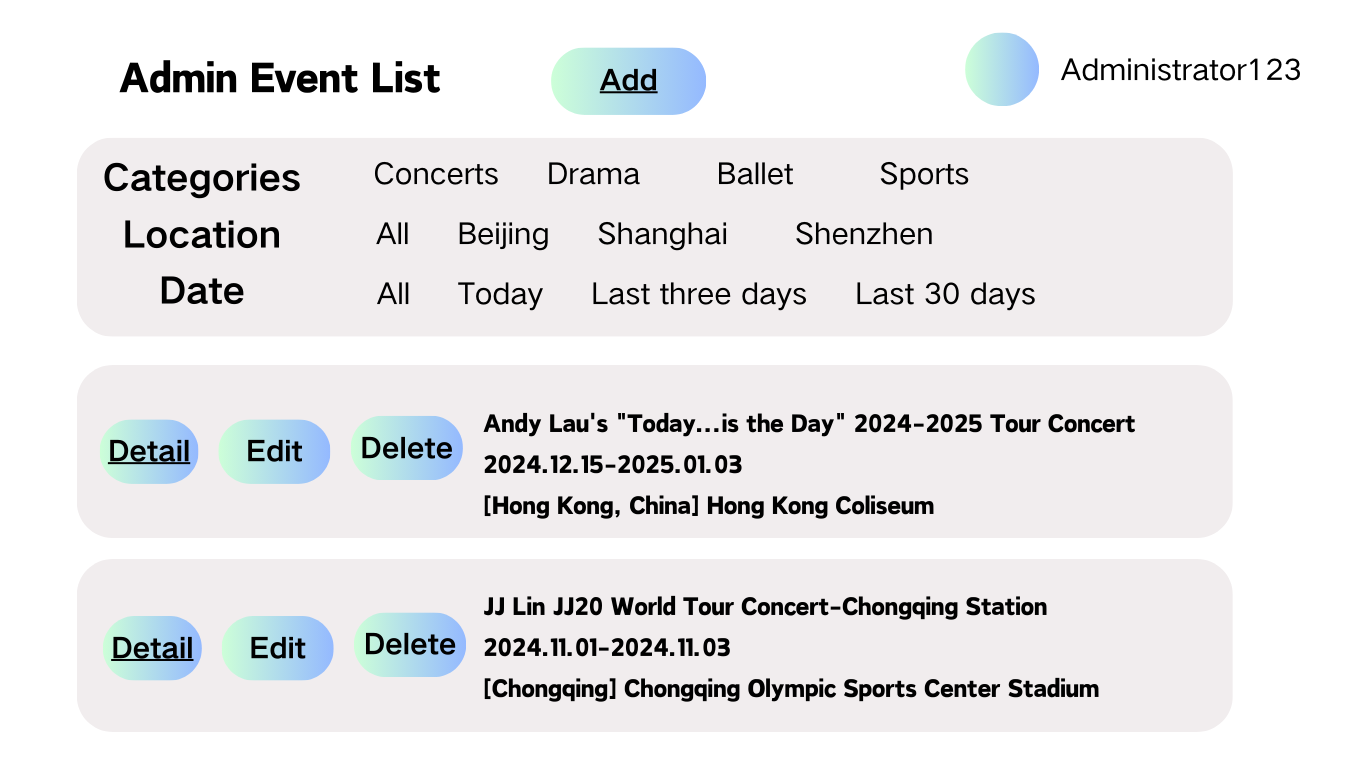 Admin Event List Add Administrator123
Categories Concerts Drama Ballet Sports
Location All Beijing Shanghai Shenzhen
Date All Today Last three days Last 30 days
Detail Edit Delete
Andy Lau's "Today...is the Day" 2024-2025 Tour Concert
2024.12.15-2025.01.03
[Hong Kong, China] Hong Kong Coliseum
Detail Edit Delete
JJ Lin JJ20 World Tour Concert-Chongqing Station
2024.11.01-2024.11.03
[Chongqing] Chongqing Olympic Sports Center Stadium